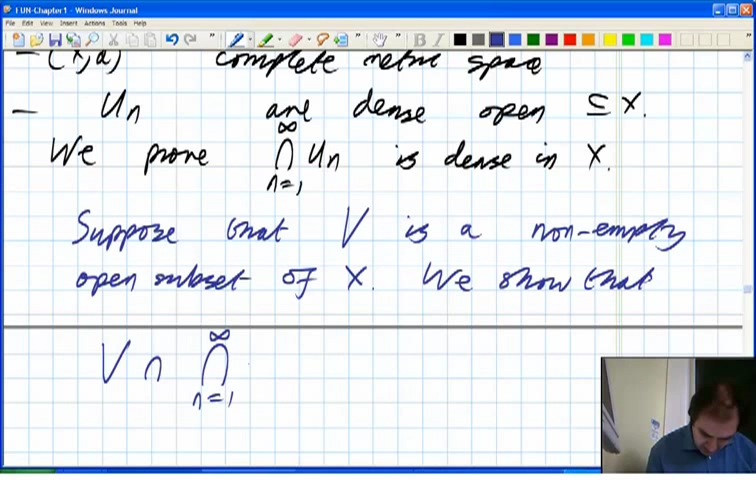 FUN-Chapter 1 - Windows Journal
File Edit View Insert Actions Tools Help
B I
– (X,d) complete metric space
– Un are dense open ⊆ X.
We prove ∞ ∩ n=1 Un is dense in X.
Suppose that V is a non-empty
open subset of X. We show that
V ∩ ∞ ∩ n=1